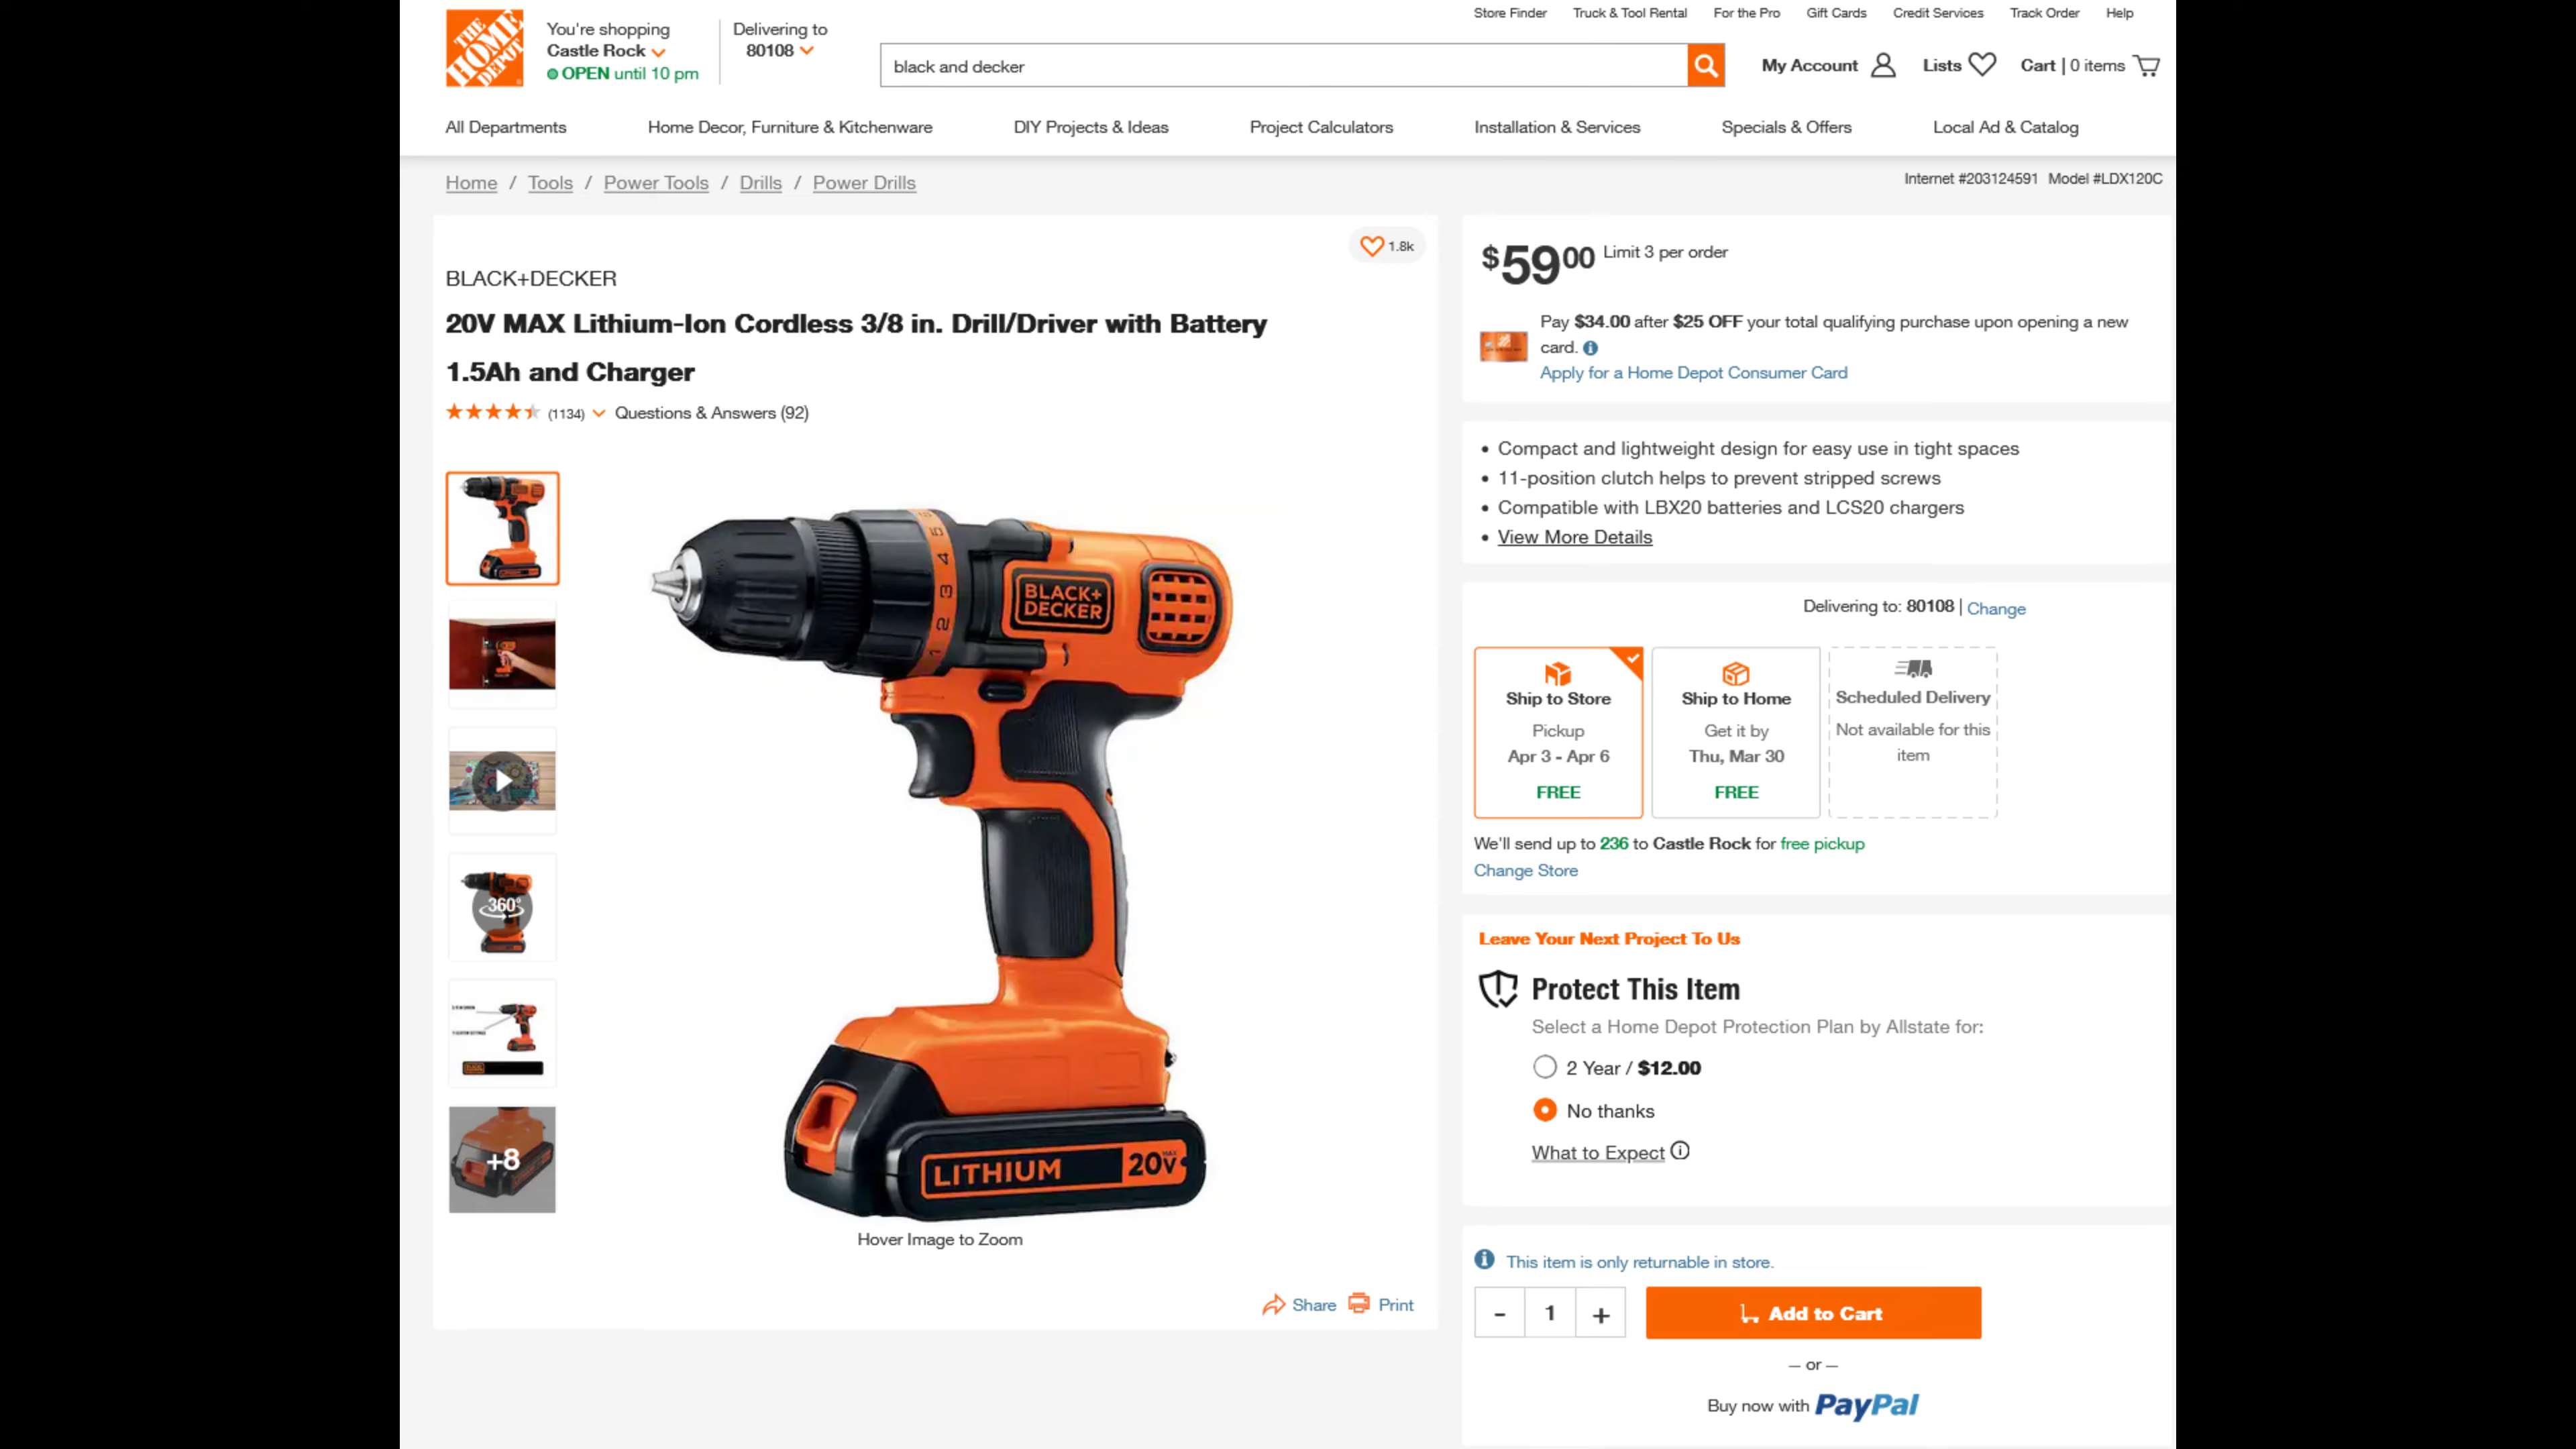 THE HOME DEPOT
You're shopping
Castle Rock
OPEN until 10 pm
Delivering to
80108
black and decker
Store Finder Truck & Tool Rental For the Pro Gift Cards Credit Services Track Order Help
My Account Lists Cart | 0 items
All Departments Home Decor, Furniture & Kitchenware DIY Projects & Ideas Project Calculators Installation & Services Specials & Offers Local Ad & Catalog
Home / Tools / Power Tools / Drills / Power Drills
Internet #203124591 Model #LDX120C
1.8k
BLACK+DECKER
20V MAX Lithium-Ion Cordless 3/8 in. Drill/Driver with Battery
1.5Ah and Charger
(1134) Questions & Answers (92)
360°
+8
5
4
3
2
1
BLACK+
DECKER
LITHIUM 20V MAX
Hover Image to Zoom
Share Print
$59 00 Limit 3 per order
Pay $34.00 after $25 OFF your total qualifying purchase upon opening a new
card.
Apply for a Home Depot Consumer Card
• Compact and lightweight design for easy use in tight spaces
• 11-position clutch helps to prevent stripped screws
• Compatible with LBX20 batteries and LCS20 chargers
• View More Details
Delivering to: 80108 | Change
Ship to Store
Pickup
Apr 3 - Apr 6
FREE
Ship to Home
Get it by
Thu, Mar 30
FREE
Scheduled Delivery
Not available for this
item
We'll send up to 236 to Castle Rock for free pickup
Change Store
Leave Your Next Project To Us
Protect This Item
Select a Home Depot Protection Plan by Allstate for:
2 Year / $12.00
No thanks
What to Expect
This item is only returnable in store.
- 1 + Add to Cart
— or —
Buy now with PayPal